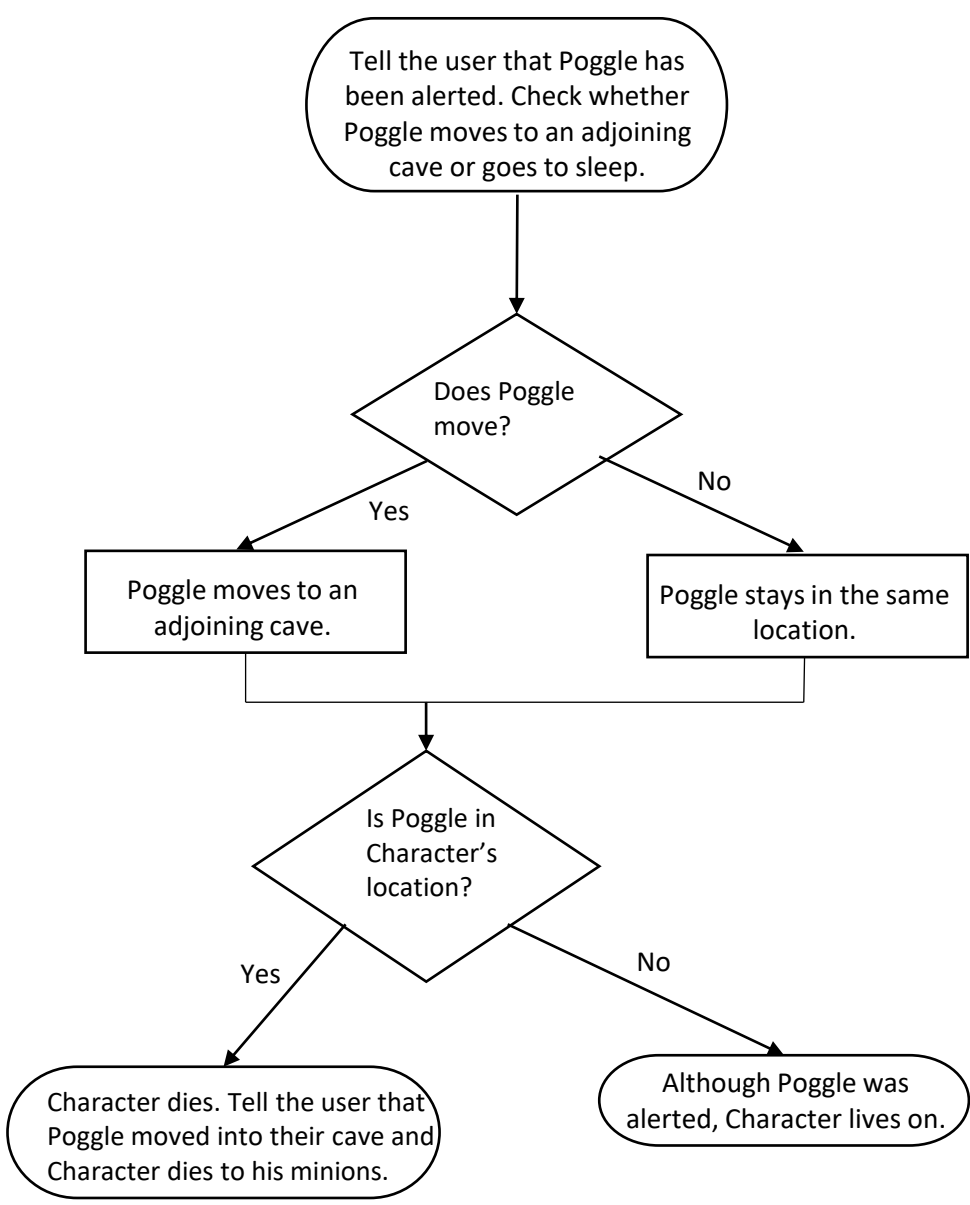 Tell the user that Poggle has
been alerted. Check whether
Poggle moves to an adjoining
cave or goes to sleep.
Does Poggle
move?
Yes
No
Poggle moves to an
adjoining cave.
Poggle stays in the same
location.
Is Poggle in
Character’s
location?
Yes
No
Character dies. Tell the user that
Poggle moved into their cave and
Character dies to his minions.
Although Poggle was
alerted, Character lives on.